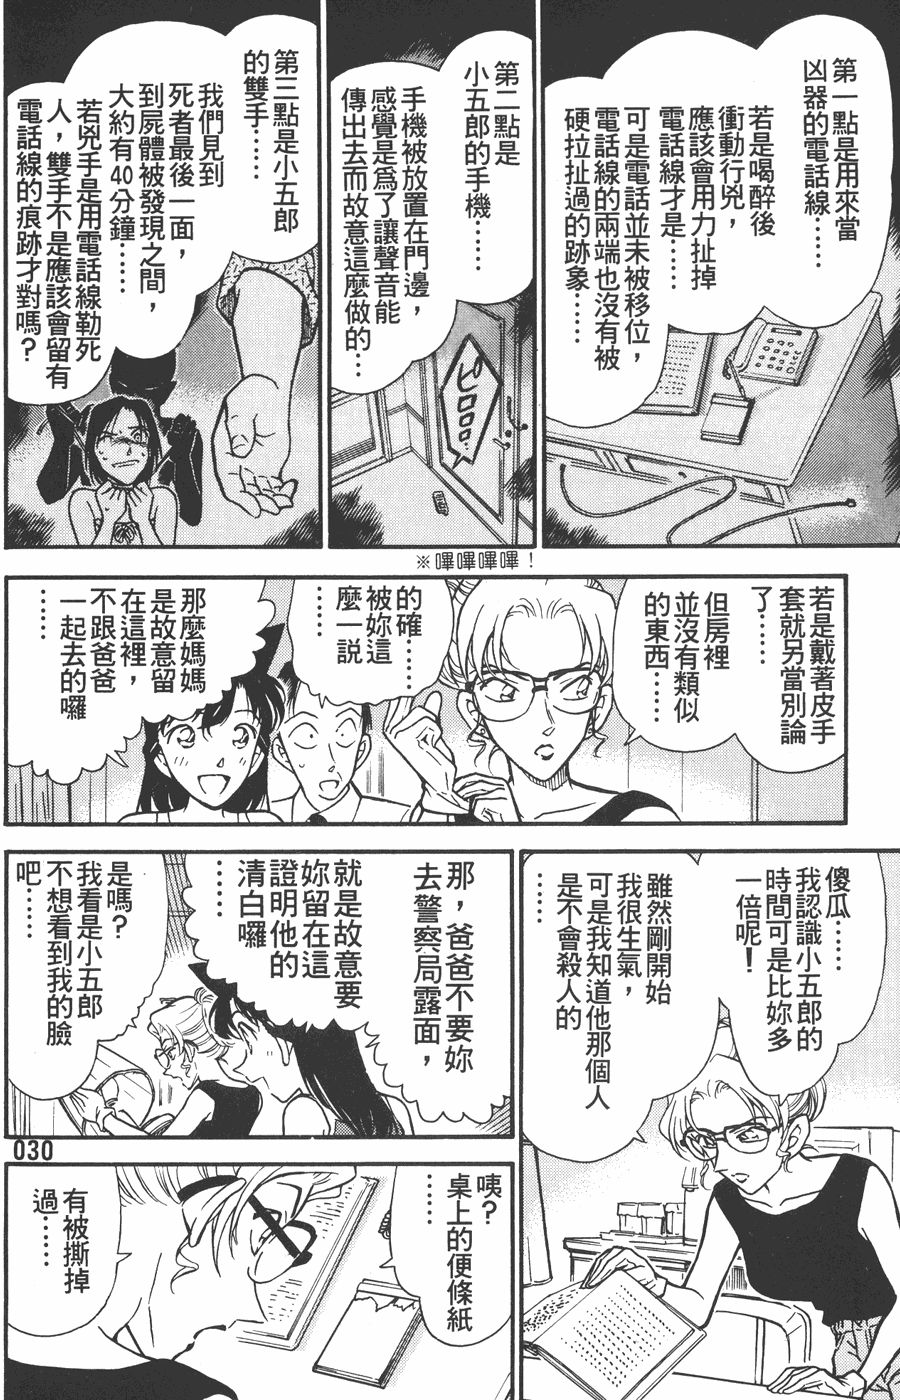 第一點是用來當
凶器的電話線……
若是喝醉後
衝動行兇，
應該會用力扯掉
電話線才是……
可是電話並未被移位，
電話線的兩端也沒有被
硬拉扯過的跡象……
第二點是
小五郎的手機……
手機被放置在門邊，
感覺是為了讓聲音能
傳出去而故意這麼做的…
ピロロロ…
※嗶嗶嗶嗶！
第三點是小五郎
的雙手……
我們見到
死者最後一面，
到屍體被發現之間，
大約有40分鐘……
若兇手是用電話線勒死
人，雙手不是應該會留有
電話線的痕跡才對嗎？
若是戴著皮手
套就另當別論
了……
但房裡
並沒有類似
的東西……
的確……
被妳這
麼一說
……
那麼媽媽
是故意留
在這裡，
不跟爸爸
一起去的囉
……
傻瓜……
我認識小五郎的
時間可是比妳多
一倍呢！
雖然剛開始
我很生氣，
可是我知道他那個人
是不會殺人的
……
那，爸爸不要妳
去警察局露面，
就是故意要
妳留在這
證明他的
清白囉
……
是嗎？
我看是小五郎
不想看到我的臉
吧……
咦？
桌上的便條紙
……
有被撕掉
過……
030